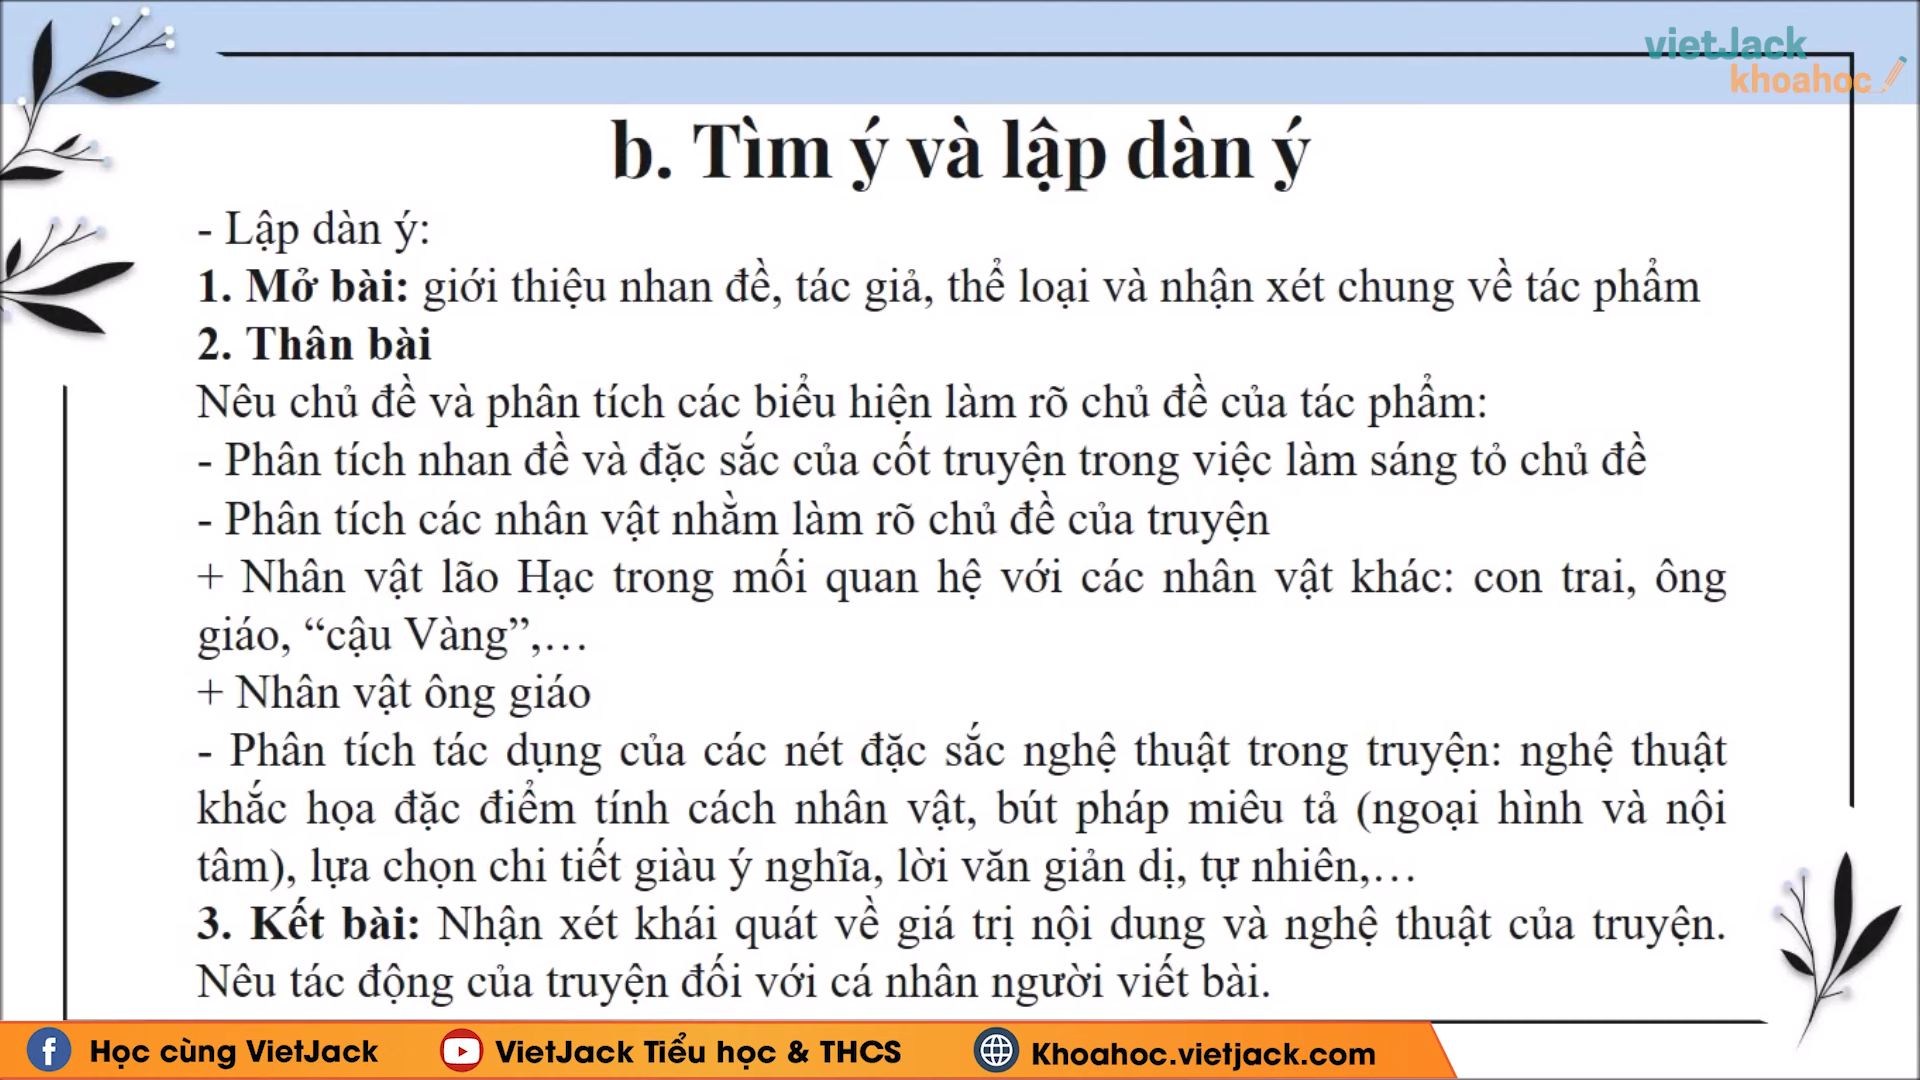 vietJack
khoahoc
b. Tìm ý và lập dàn ý
- Lập dàn ý:
1. Mở bài: giới thiệu nhan đề, tác giả, thể loại và nhận xét chung về tác phẩm
2. Thân bài
Nêu chủ đề và phân tích các biểu hiện làm rõ chủ đề của tác phẩm:
- Phân tích nhan đề và đặc sắc của cốt truyện trong việc làm sáng tỏ chủ đề
- Phân tích các nhân vật nhằm làm rõ chủ đề của truyện
+ Nhân vật lão Hạc trong mối quan hệ với các nhân vật khác: con trai, ông
giáo, “cậu Vàng”,…
+ Nhân vật ông giáo
- Phân tích tác dụng của các nét đặc sắc nghệ thuật trong truyện: nghệ thuật
khắc họa đặc điểm tính cách nhân vật, bút pháp miêu tả (ngoại hình và nội
tâm), lựa chọn chi tiết giàu ý nghĩa, lời văn giản dị, tự nhiên,…
3. Kết bài: Nhận xét khái quát về giá trị nội dung và nghệ thuật của truyện.
Nêu tác động của truyện đối với cá nhân người viết bài.
Học cùng VietJack
VietJack Tiểu học & THCS
Khoahoc.vietjack.com